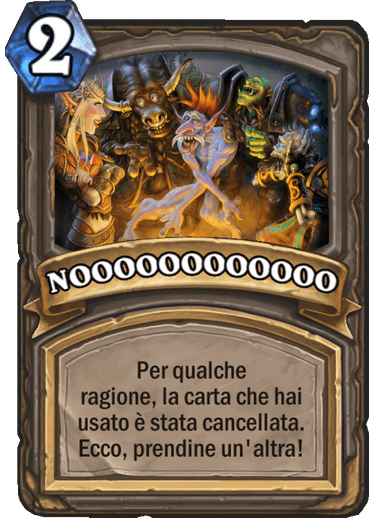 2
NOOOOOOOOOOOO
Per qualche
ragione, la carta che hai
usato è stata cancellata.
Ecco, prendine un'altra!